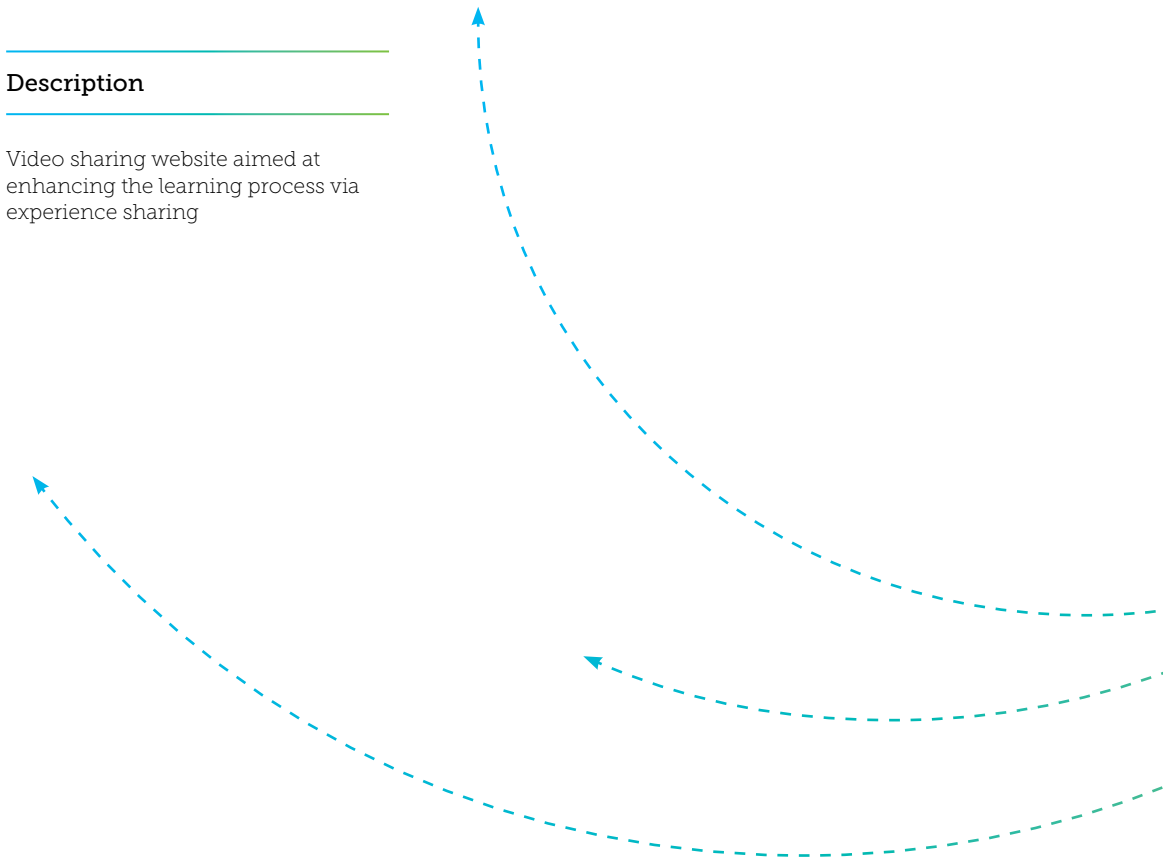 Description
Video sharing website aimed at
enhancing the learning process via
experience sharing